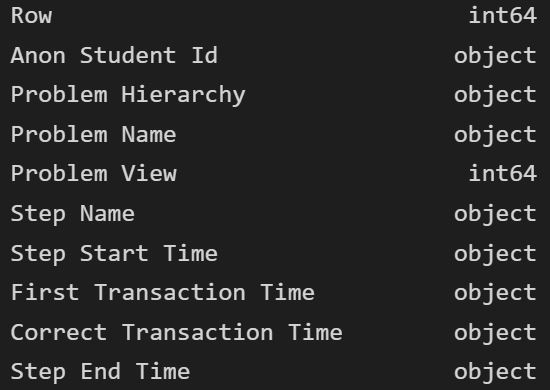 Row int64
Anon Student Id object
Problem Hierarchy object
Problem Name object
Problem View int64
Step Name object
Step Start Time object
First Transaction Time object
Correct Transaction Time object
Step End Time object